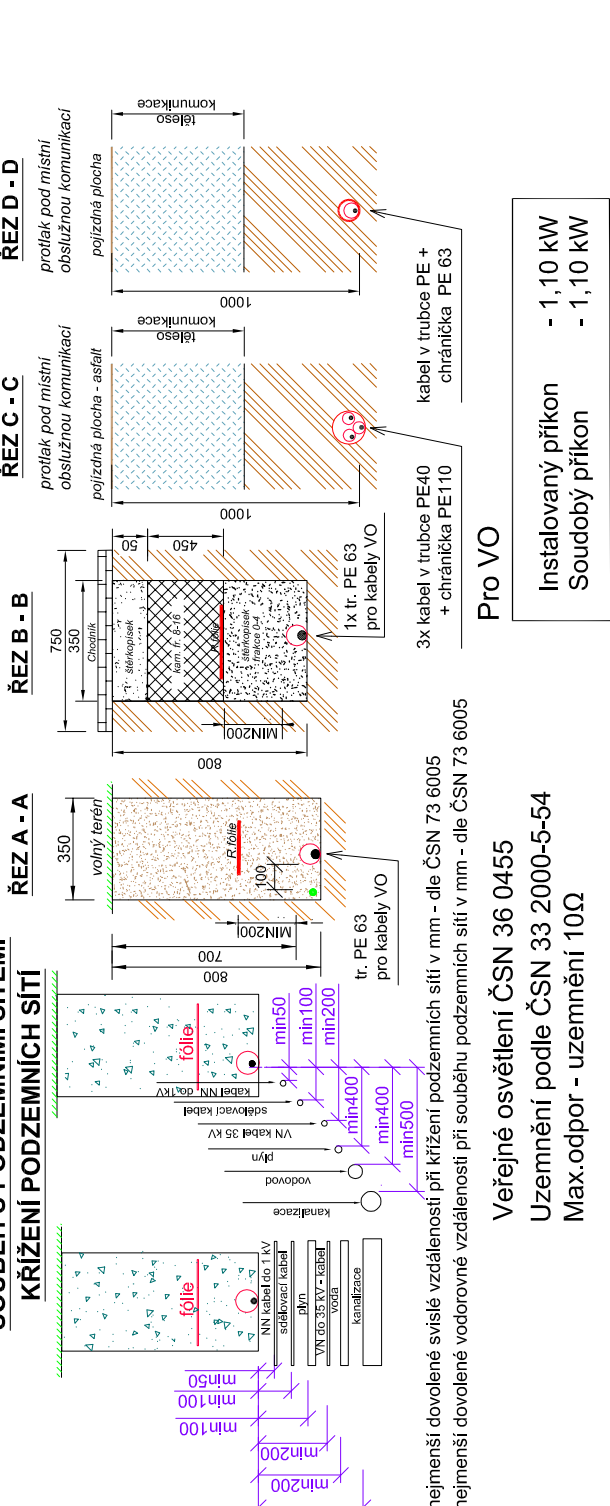 KŘÍŽENÍ PODZEMNÍCH SÍTÍ
fólie
NN kabel do 1 kV
sdělovací kabel
plyn
VN do 35 kV - kabel
voda
kanalizace
min50
min100
min100
min200
min200
fólie
kabel NN do 1kV
sdělovací kabel
VN kabel 35 kV
plyn
vodovod
kanalizace
min50
min100
min200
min400
min400
min500
nejmenší dovolené svislé vzdálenosti při křížení podzemních sítí v mm - dle ČSN 73 6005
nejmenší dovolené vodorovné vzdálenosti při souběhu podzemních sítí v mm - dle ČSN 73 6005
ŘEZ A - A
350
volný terén
R.fólie
100
MIN200
700
800
tr. PE 63
pro kabely VO
ŘEZ B - B
750
350
Chodník
štěrkopísek
kam. fr. 8-16
štěrkopísek
frakce 0-4
50
450
MIN200
800
1x tr. PE 63
pro kabely VO
ŘEZ C - C
protlak pod místní
obslužnou komunikací
pojízdná plocha - asfalt
těleso
komunikace
1000
3x kabel v trubce PE40
+ chránička PE110
ŘEZ D - D
protlak pod místní
obslužnou komunikací
pojízdná plocha
těleso
komunikace
1000
kabel v trubce PE +
chránička PE 63
Veřejné osvětlení ČSN 36 0455
Uzemnění podle ČSN 33 2000-5-54
Max.odpor - uzemnění 10Ω
Pro VO
Instalovaný příkon - 1,10 kW
Soudobý příkon - 1,10 kW